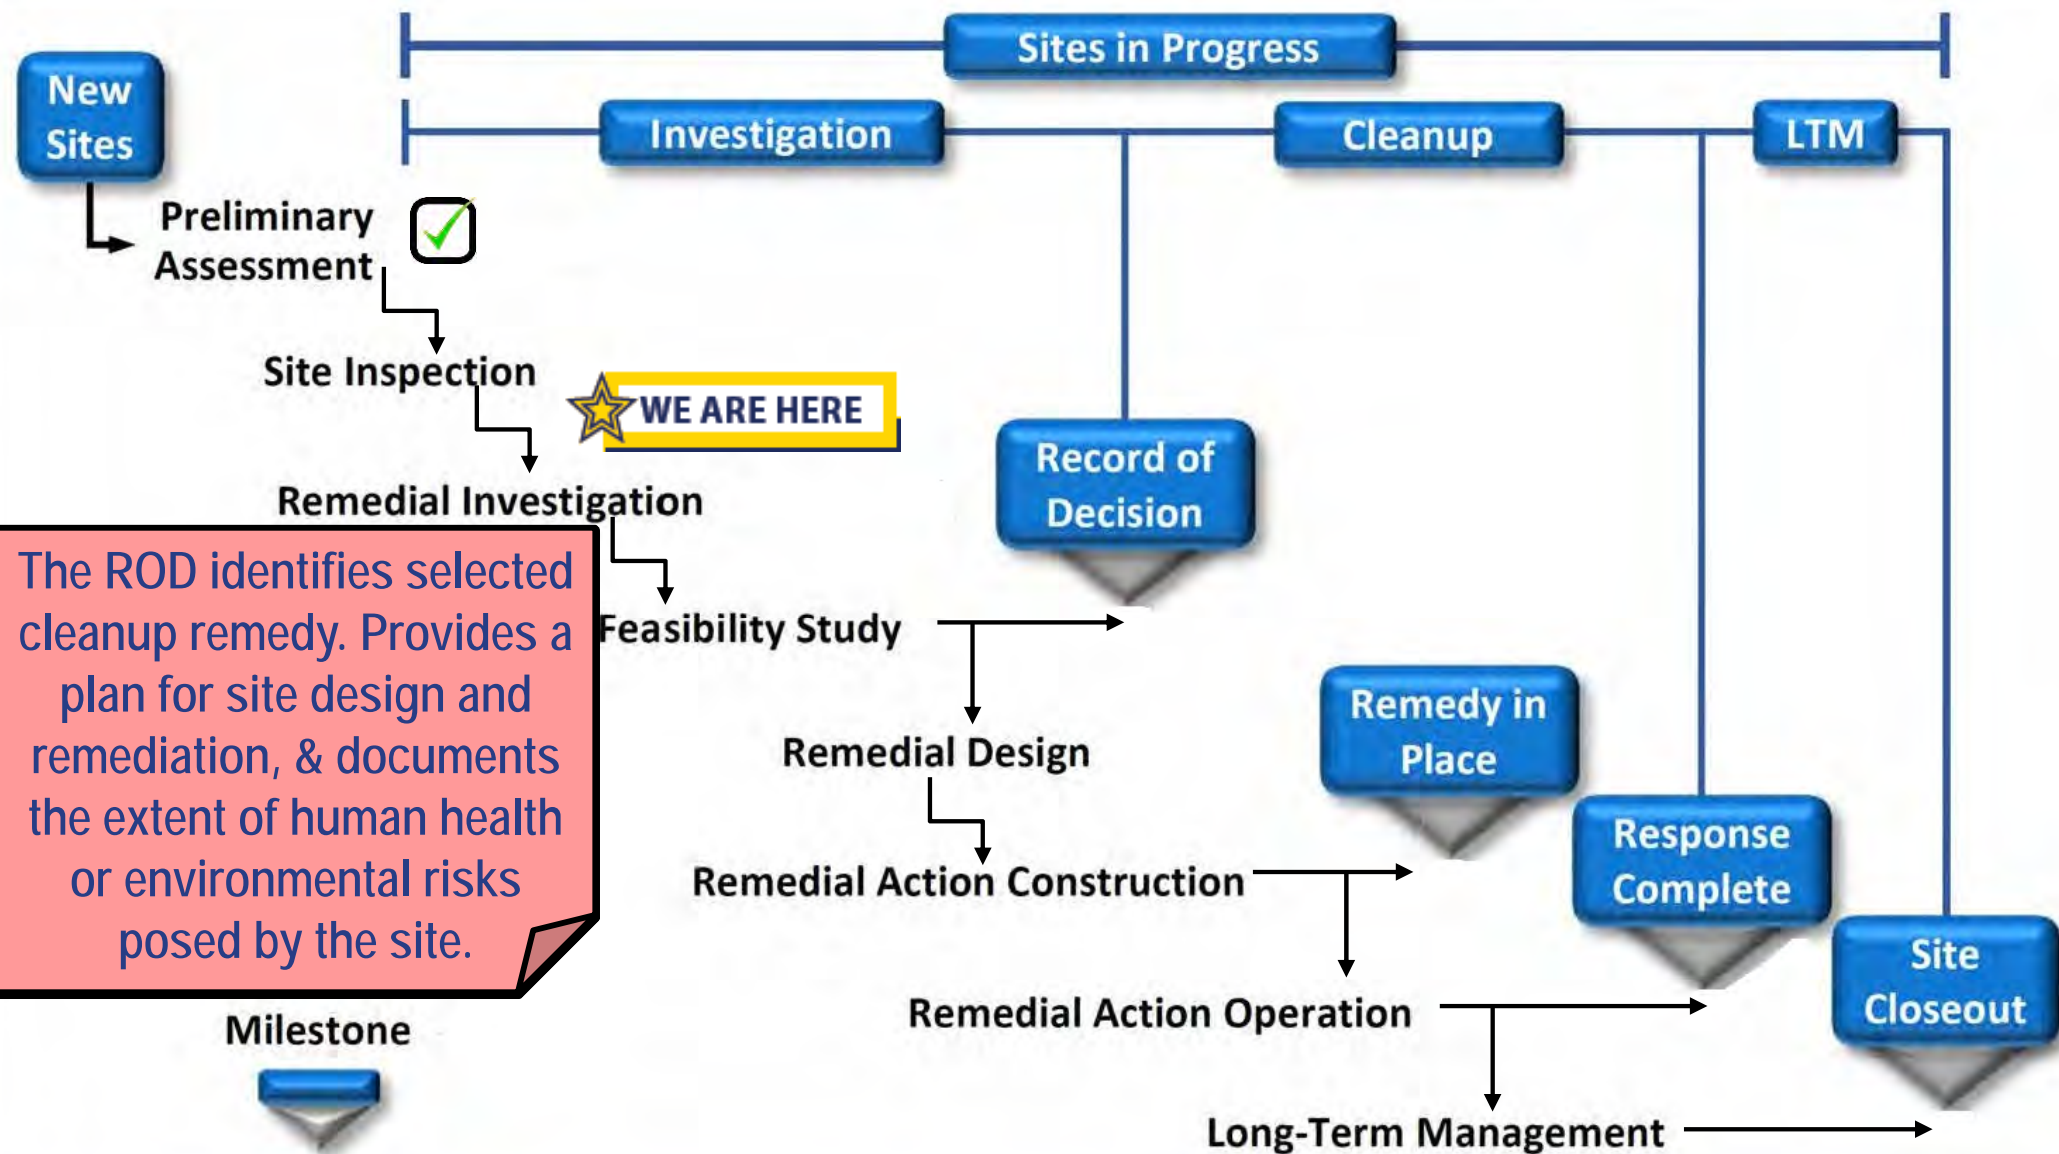 Sites in Progress
New
Sites
Investigation
Cleanup
LTM
Preliminary
Assessment
Site Inspection
WE ARE HERE
Record of
Decision
Remedial Investigation
The ROD identifies selected
cleanup remedy. Provides a
plan for site design and
remediation, & documents
the extent of human health
or environmental risks
posed by the site.
Feasibility Study
Remedial Design
Remedy in
Place
Remedial Action Construction
Response
Complete
Site
Closeout
Remedial Action Operation
Milestone
Long-Term Management